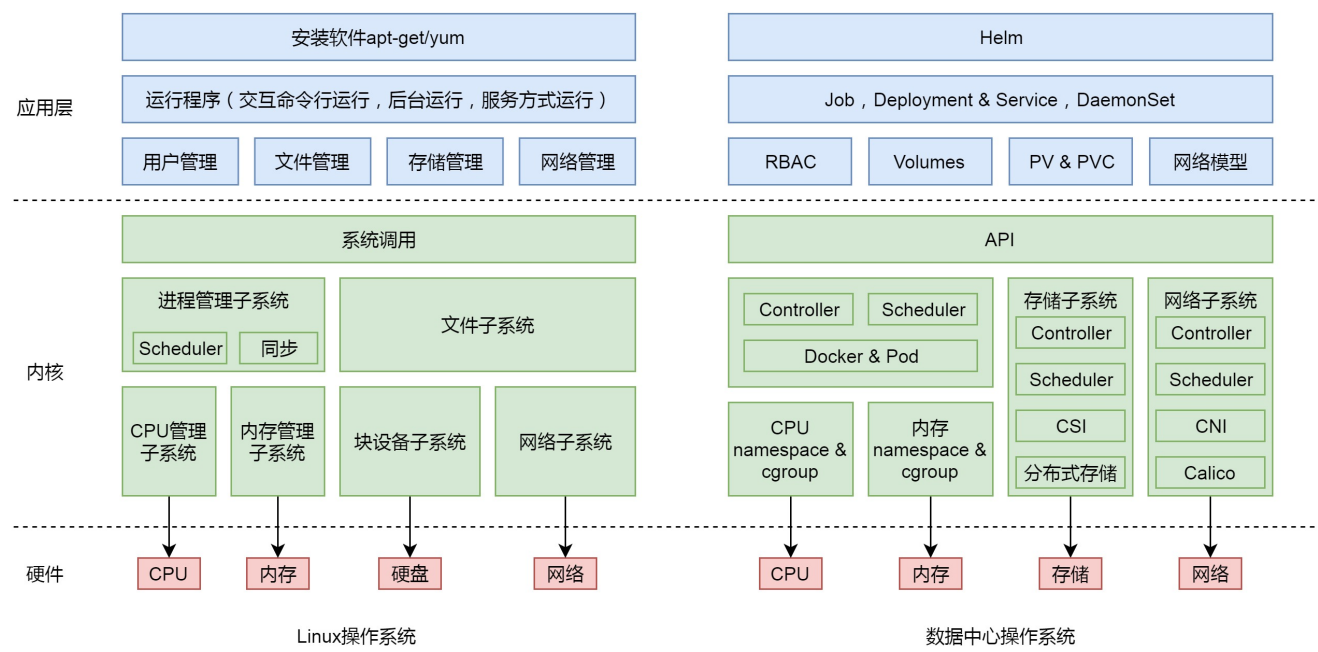 安装软件apt-get/yum
Helm
应用层
运行程序（交互命令行运行，后台运行，服务方式运行）
Job，Deployment & Service，DaemonSet
用户管理
文件管理
存储管理
网络管理
RBAC
Volumes
PV & PVC
网络模型
系统调用
API
内核
进程管理子系统
Scheduler
同步
文件子系统
CPU管理
子系统
内存管理
子系统
块设备子系统
网络子系统
Controller
Scheduler
Docker & Pod
CPU
namespace &
cgroup
内存
namespace &
cgroup
存储子系统
Controller
Scheduler
CSI
分布式存储
网络子系统
Controller
Scheduler
CNI
Calico
硬件
CPU
内存
硬盘
网络
CPU
内存
存储
网络
Linux操作系统
数据中心操作系统